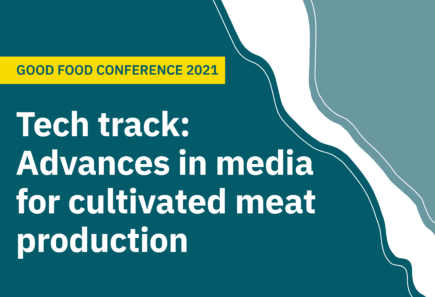 GOOD FOOD CONFERENCE 2021
Tech track:
Advances in media
for cultivated meat
production